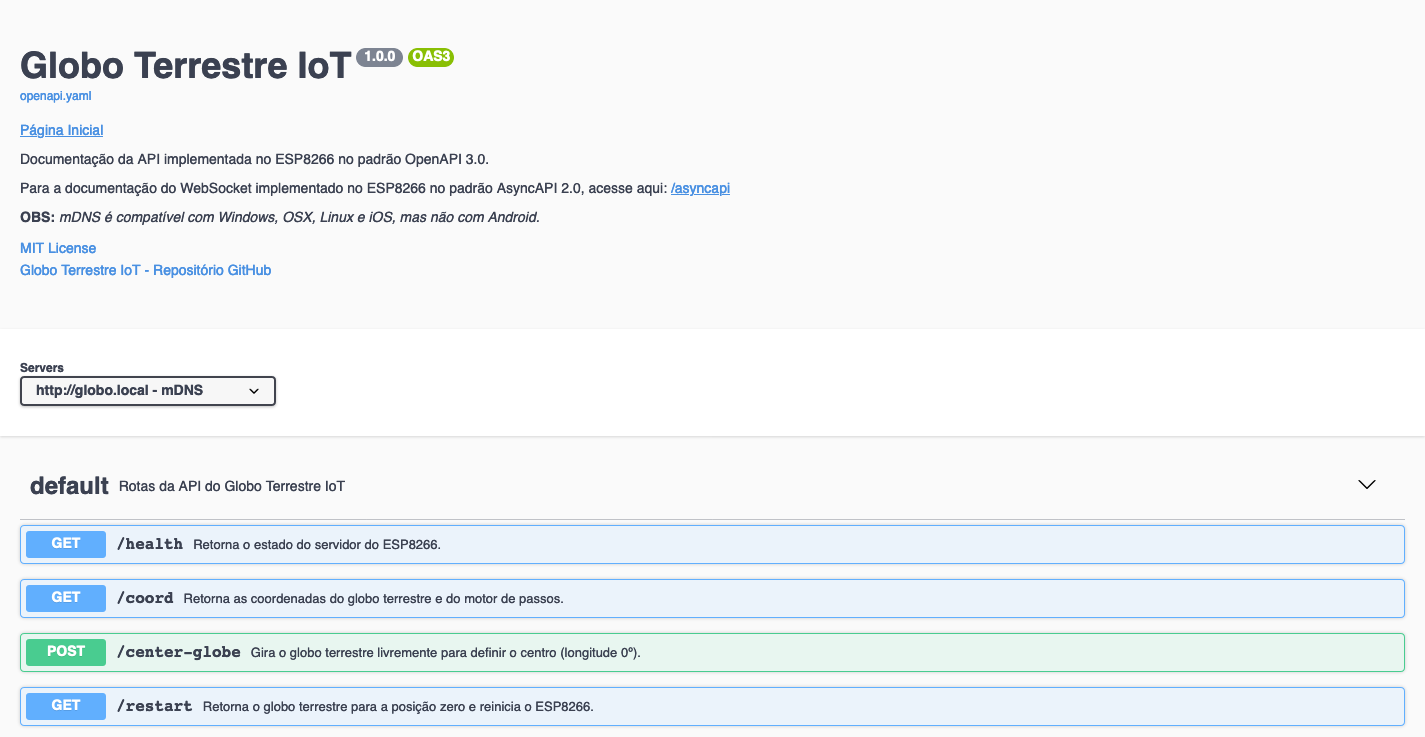 Globo Terrestre IoT 1.0.0 OAS3
openapi.yaml
Página Inicial
Documentação da API implementada no ESP8266 no padrão OpenAPI 3.0.
Para a documentação do WebSocket implementado no ESP8266 no padrão AsyncAPI 2.0, acesse aqui: /asyncapi
OBS: mDNS é compatível com Windows, OSX, Linux e iOS, mas não com Android.
MIT License
Globo Terrestre IoT - Repositório GitHub
Servers
http://globo.local - mDNS
default Rotas da API do Globo Terrestre IoT
GET /health Retorna o estado do servidor do ESP8266.
GET /coord Retorna as coordenadas do globo terrestre e do motor de passos.
POST /center-globe Gira o globo terrestre livremente para definir o centro (longitude 0º).
GET /restart Retorna o globo terrestre para a posição zero e reinicia o ESP8266.